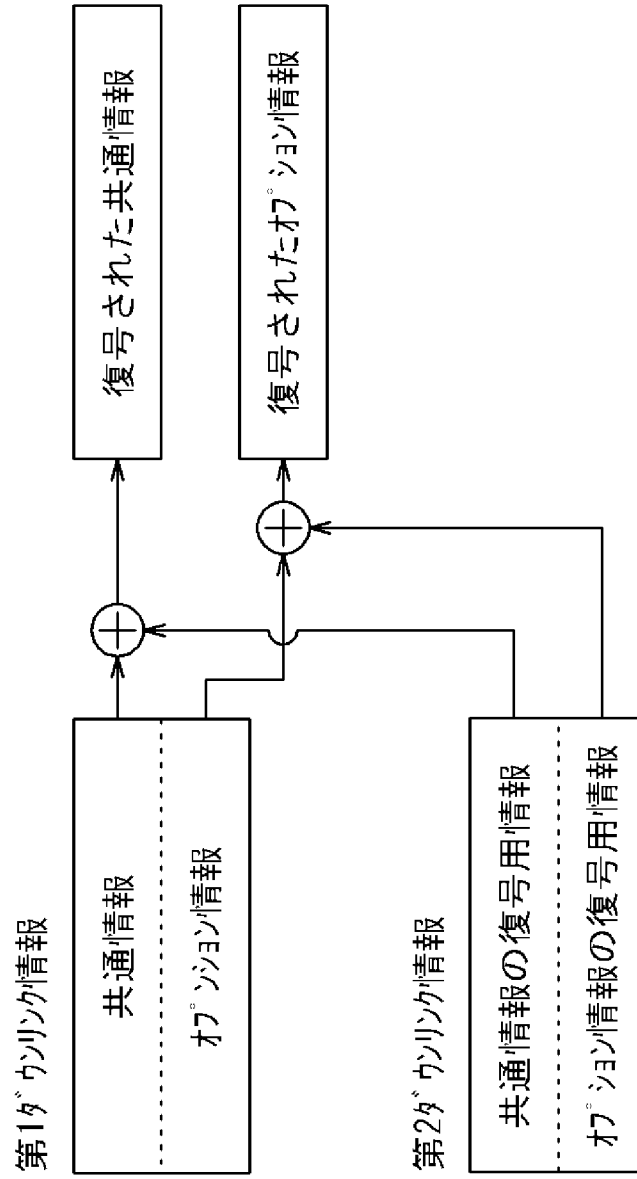 第1ﾀﾞｳﾝﾘﾝｸ情報
共通情報
ｵﾌﾟﾝｼｮﾝ情報
復号された共通情報
復号されたｵﾌﾟｼｮﾝ情報
第2ﾀﾞｳﾝﾘﾝｸ情報
共通情報の復号用情報
ｵﾌﾟｼｮﾝ情報の復号用情報